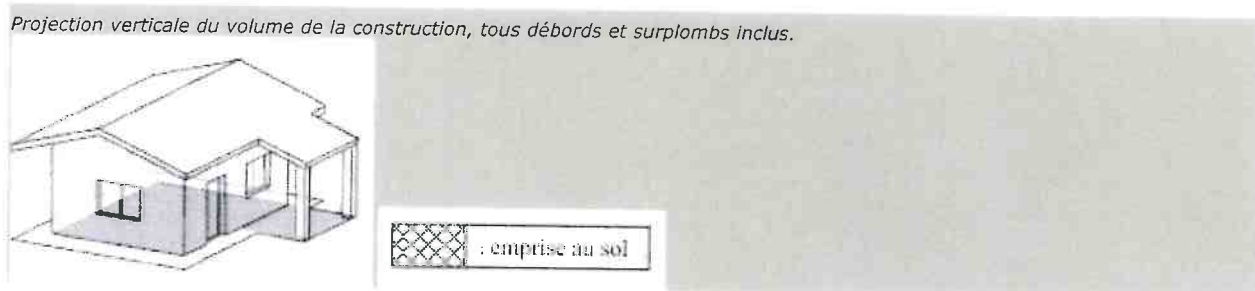 Projection verticale du volume de la construction, tous débords et surplombs inclus.
: emprise au sol